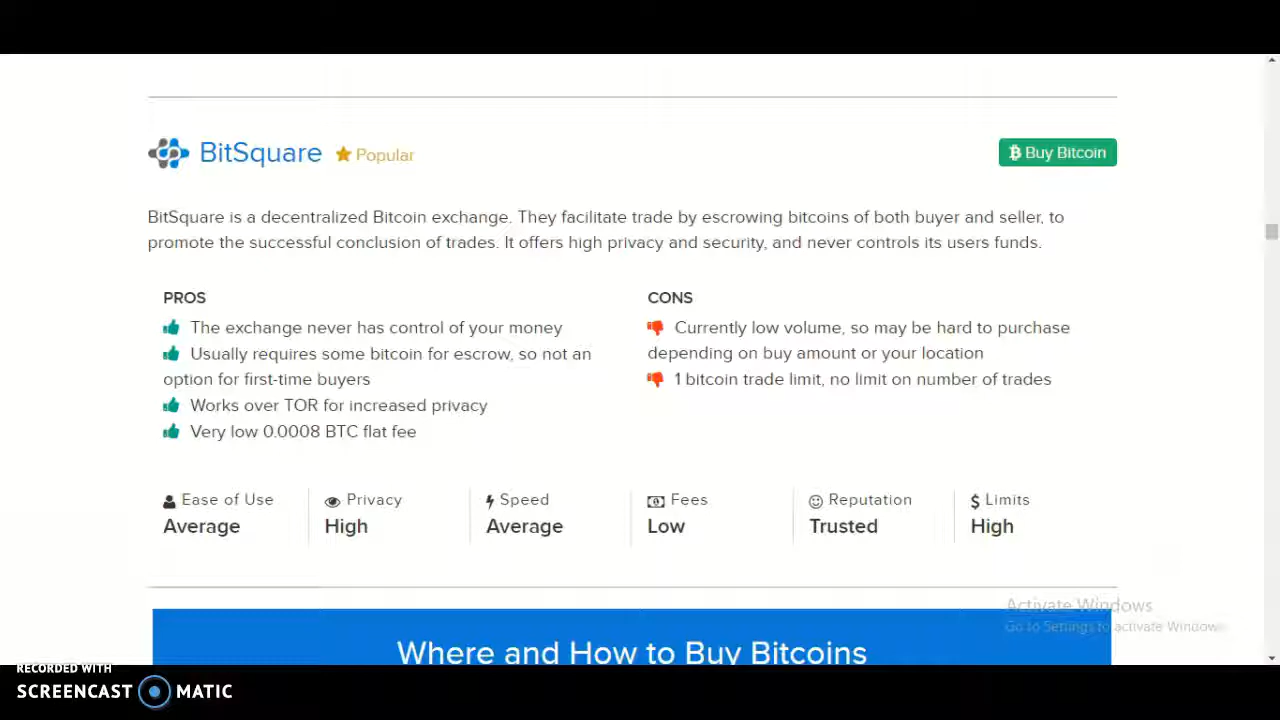 BitSquare Popular
Buy Bitcoin
BitSquare is a decentralized Bitcoin exchange. They facilitate trade by escrowing bitcoins of both buyer and seller, to
promote the successful conclusion of trades. It offers high privacy and security, and never controls its users funds.
PROS
The exchange never has control of your money
Usually requires some bitcoin for escrow, so not an
option for first-time buyers
Works over TOR for increased privacy
Very low 0.0008 BTC flat fee
CONS
Currently low volume, so may be hard to purchase
depending on buy amount or your location
1 bitcoin trade limit, no limit on number of trades
Ease of Use
Average
Privacy
High
Speed
Average
Fees
Low
Reputation
Trusted
Limits
High
Activate Windows
Go to Settings to activate Windows.
Where and How to Buy Bitcoins
RECORDED WITH
SCREENCAST MATIC